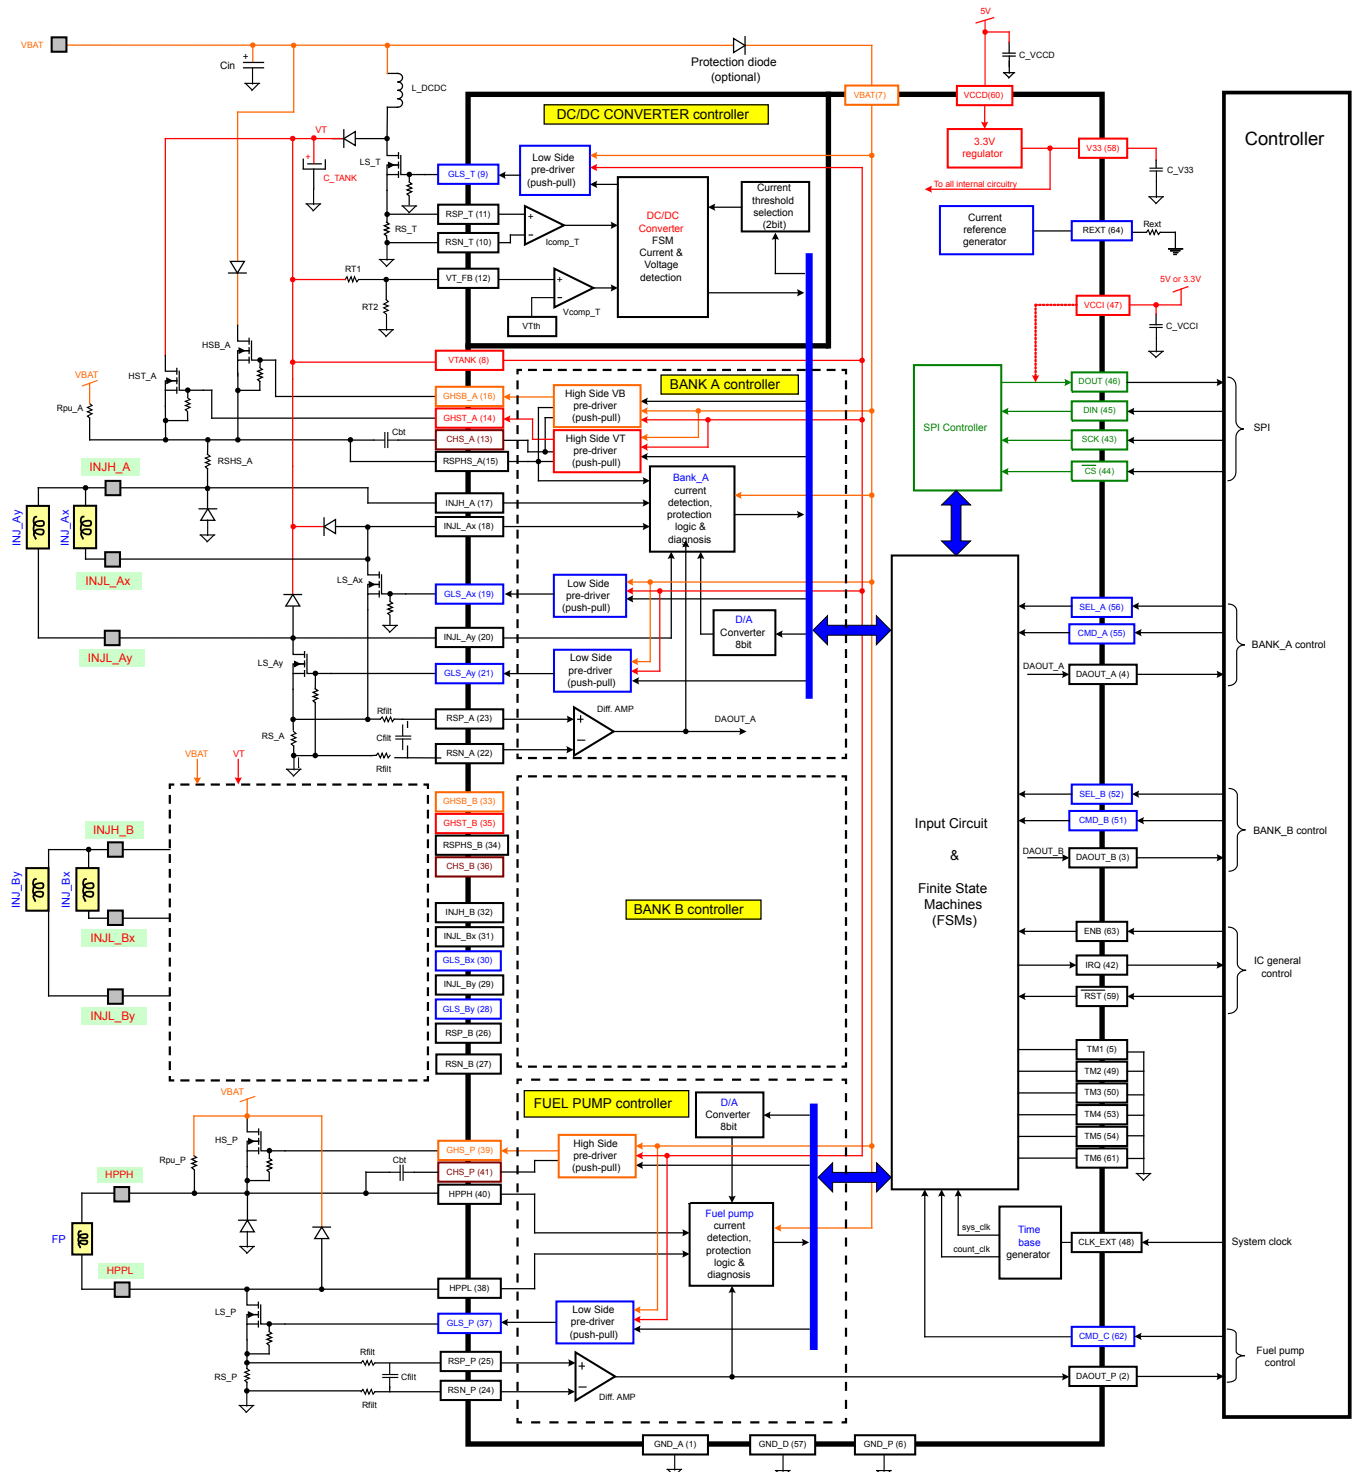 VBAT
+
Cin
L_DCDC
Protection diode
(optional)
5V
C_VCCD
VBAT(7)
VCCD(60)
DC/DC CONVERTER controller
Controller
VT
+
C_TANK
LS_T
GLS_T (9)
Low Side
pre-driver
(push-pull)
3.3V
regulator
V33 (58)
C_V33
To all internal circuitry
RSP_T (11)
RS_T
RSN_T (10)
+
−
Icomp_T
DC/DC
Converter
FSM
Current &
Voltage
detection
Current
threshold
selection
(2bit)
Current
reference
generator
REXT (64)
Rext
RT1
VT_FB (12)
RT2
+
−
Vcomp_T
VTth
5V or 3.3V
VCCI (47)
C_VCCI
HSB_A
HST_A
VTANK (8)
BANK A controller
VBAT
Rpu_A
GHSB_A (16)
High Side VB
pre-driver
(push-pull)
GHST_A (14)
Cbt
CHS_A (13)
High Side VT
pre-driver
(push-pull)
RSPHS_A(15)
RSHS_A
SPI Controller
DOUT (46)
DIN (45)
SCK (43)
CS (44)
SPI
INJH_A
INJ_Ay
INJ_Ax
INJH_A (17)
INJL_Ax (18)
Bank_A
current
detection,
protection
logic &
diagnosis
INJL_Ax
LS_Ax
GLS_Ax (19)
Low Side
pre-driver
(push-pull)
D/A
Converter
8bit
INJL_Ay (20)
INJL_Ay
LS_Ay
GLS_Ay (21)
Low Side
pre-driver
(push-pull)
SEL_A (56)
CMD_A (55)
DAOUT_A
DAOUT_A (4)
BANK_A control
Rfilt
RSP_A (23)
RS_A
Cfilt
Rfilt
RSN_A (22)
Diff. AMP
+
−
DAOUT_A
VBAT
VT
INJH_B
INJ_By
INJ_Bx
INJL_Bx
INJL_By
GHSB_B (33)
GHST_B (35)
RSPHS_B (34)
CHS_B (36)
INJH_B (32)
INJL_Bx (31)
GLS_Bx (30)
INJL_By (29)
GLS_By (28)
RSP_B (26)
RSN_B (27)
BANK B controller
Input Circuit
&
Finite State
Machines
(FSMs)
SEL_B (52)
CMD_B (51)
DAOUT_B
DAOUT_B (3)
BANK_B control
ENB (63)
IRQ (42)
RST (59)
IC general
control
TM1 (5)
TM2 (49)
TM3 (50)
TM4 (53)
TM5 (54)
TM6 (61)
VBAT
HS_P
Rpu_P
FUEL PUMP controller
D/A
Converter
8bit
GHS_P (39)
High Side
pre-driver
(push-pull)
Cbt
CHS_P (41)
HPPH
HPPH (40)
FP
Fuel pump
current
detection,
protection
logic &
diagnosis
sys_clk
count_clk
Time
base
generator
CLK_EXT (48)
System clock
HPPL
HPPL (38)
LS_P
GLS_P (37)
Low Side
pre-driver
(push-pull)
CMD_C (62)
Rfilt
RSP_P (25)
RS_P
Cfilt
Rfilt
RSN_P (24)
+
−
Diff. AMP
DAOUT_P (2)
Fuel pump
control
GND_A (1)
GND_D (57)
GND_P (6)